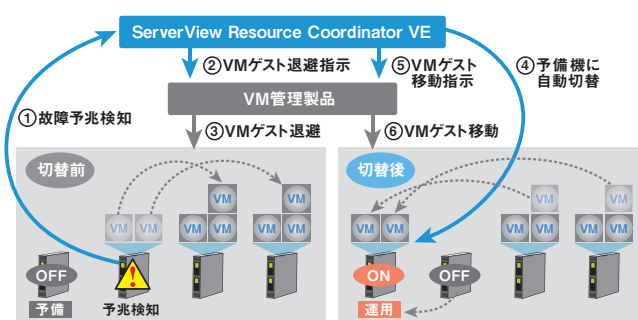 ServerView Resource Coordinator VE
②VMゲスト退避指示
⑤VMゲスト
移動指示
④予備機に
自動切替
VM管理製品
①故障予兆検知
③VMゲスト退避
⑥VMゲスト移動
切替前
VM
VM
VM
VM
VM
VM
VM
VM
OFF
予備
予兆検知
切替後
VM
VM
VM
VM
VM
VM
VM
VM
ON
OFF
運用